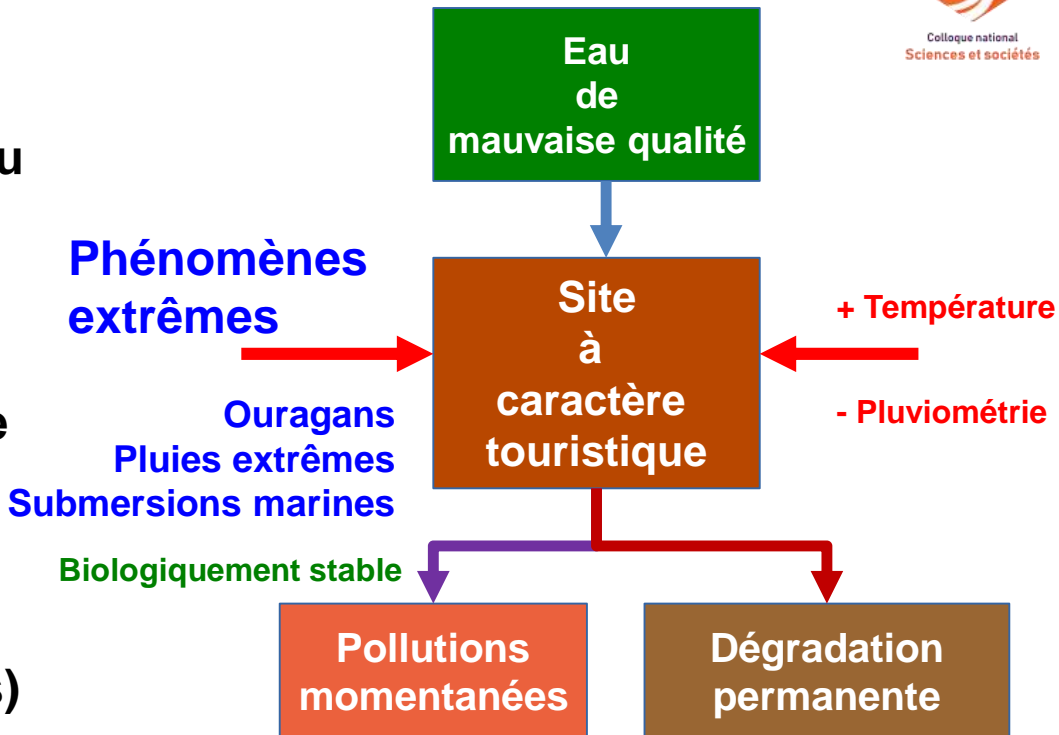 Colloque national
Sciences et sociétés
Eau
de
mauvaise qualité
u
Phénomènes
extrêmes
Site
à
caractère
touristique
+ Température
- Pluviométrie
e
Ouragans
Pluies extrêmes
Submersions marines
Biologiquement stable
Pollutions
momentanées
Dégradation
permanente
s)